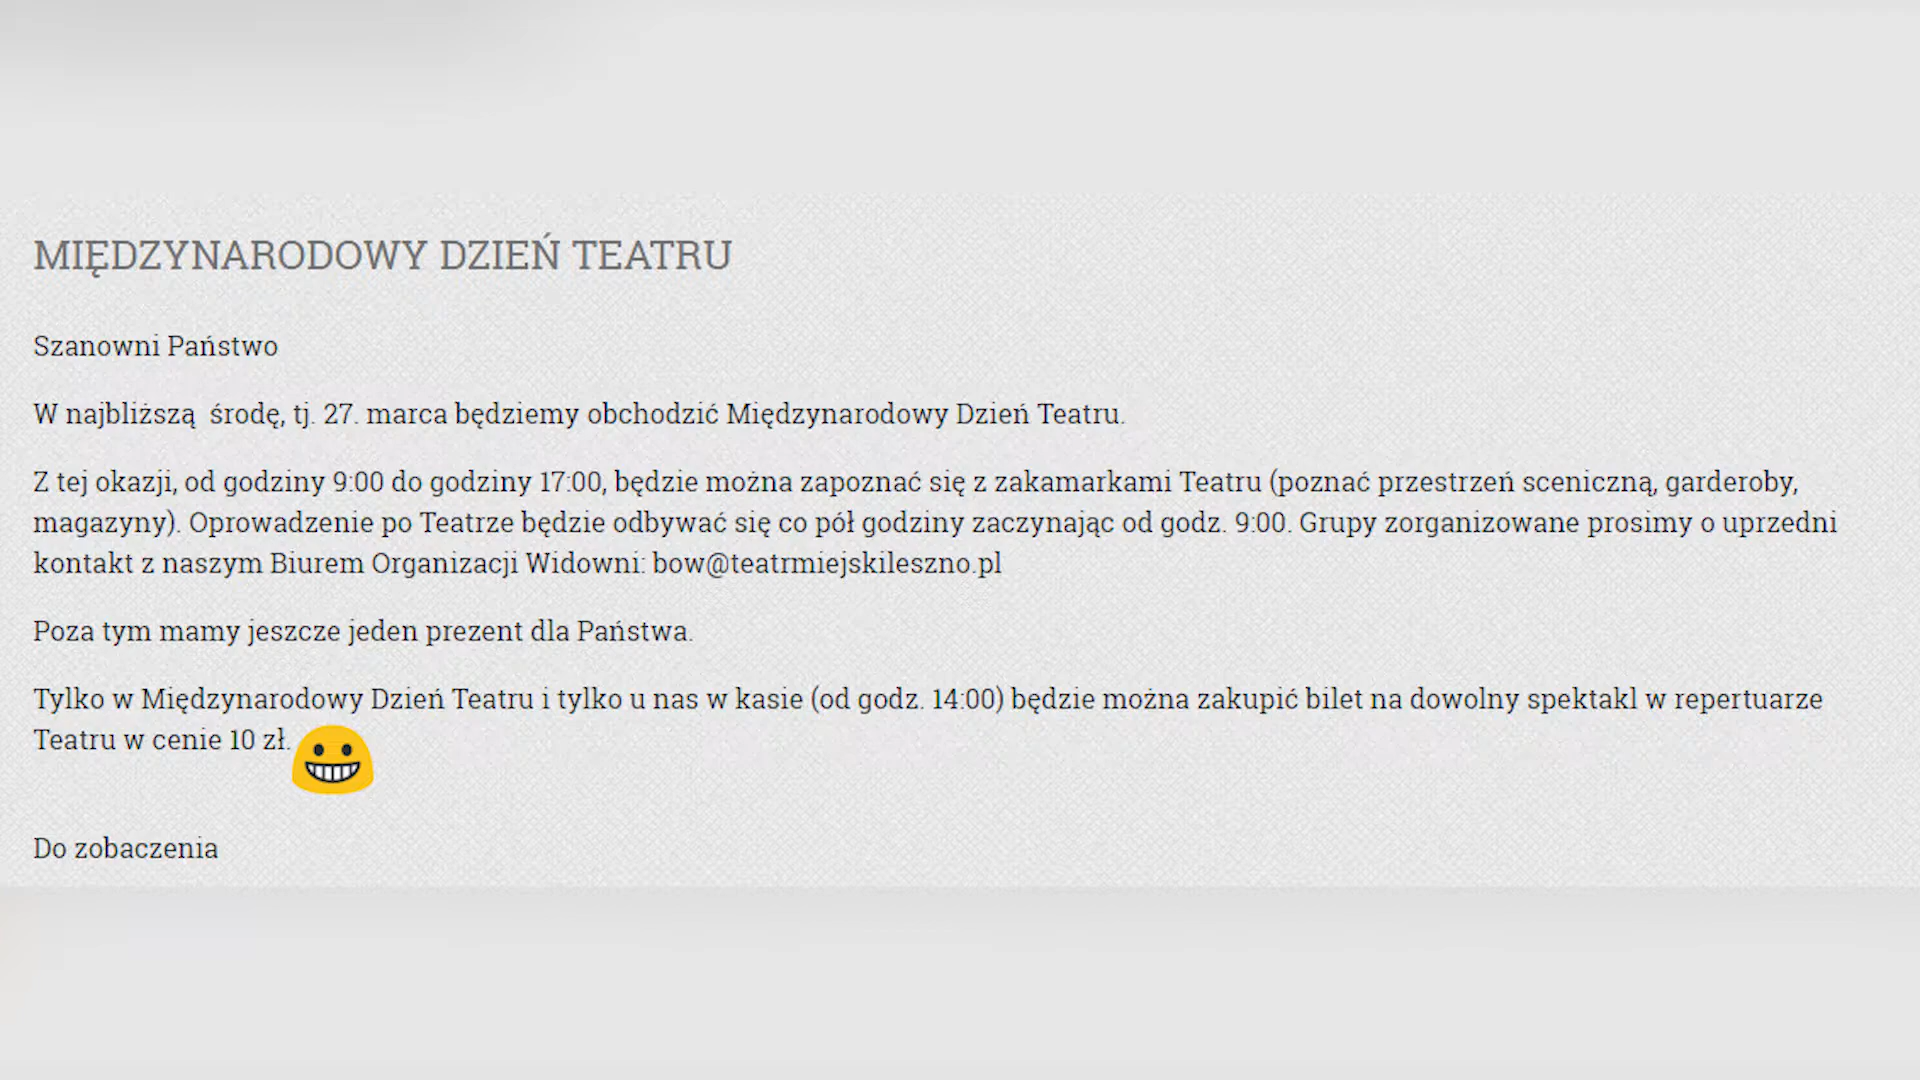 MIĘDZYNARODOWY DZIEŃ TEATRU
Szanowni Państwo
W najbliższą  środę, tj. 27. marca będziemy obchodzić Międzynarodowy Dzień Teatru.
Z tej okazji, od godziny 9:00 do godziny 17:00, będzie można zapoznać się z zakamarkami Teatru (poznać przestrzeń sceniczną, garderoby,
magazyny). Oprowadzenie po Teatrze będzie odbywać się co pół godziny zaczynając od godz. 9:00. Grupy zorganizowane prosimy o uprzedni
kontakt z naszym Biurem Organizacji Widowni: bow@teatrmiejskileszno.pl
Poza tym mamy jeszcze jeden prezent dla Państwa.
Tylko w Międzynarodowy Dzień Teatru i tylko u nas w kasie (od godz. 14:00) będzie można zakupić bilet na dowolny spektakl w repertuarze
Teatru w cenie 10 zł.
Do zobaczenia